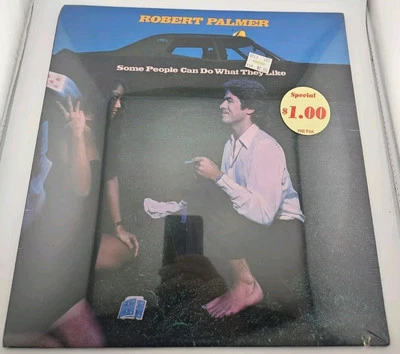 ROBERT PALMER
Some People Can Do What They Like
Special
$1.00